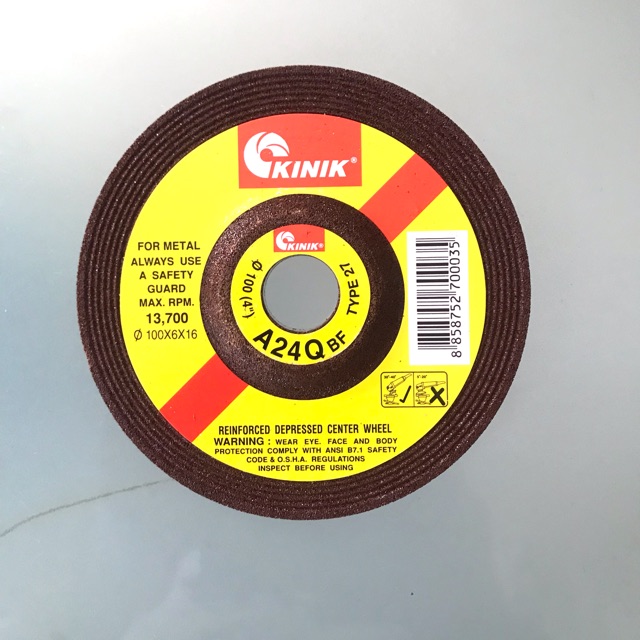 KINIK®
KINIK®
Ø 100 (4")
A24Q BF
TYPE 27
FOR METAL
ALWAYS USE
A SAFETY
GUARD
MAX. RPM.
13,700
Ø 100X6X16
8 858752 700035
REINFORCED DEPRESSED CENTER WHEEL
WARNING : WEAR EYE. FACE AND BODY
PROTECTION COMPLY WITH ANSI B7.1 SAFETY
CODE & O.S.H.A. REGULATIONS
INSPECT BEFORE USING